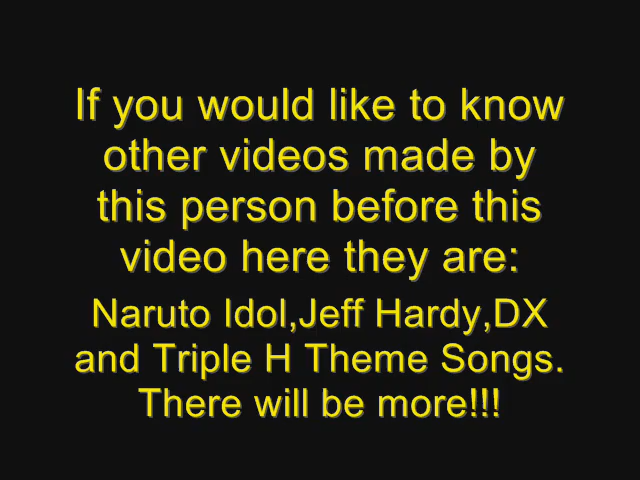 If you would like to know
other videos made by
this person before this
video here they are:
Naruto Idol,Jeff Hardy,DX
and Triple H Theme Songs.
There will be more!!!